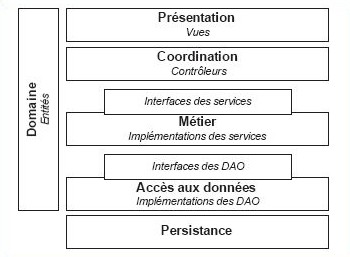 Domaine
Entités
Présentation
Vues
Coordination
Contrôleurs
Interfaces des services
Métier
Implémentations des services
Interfaces des DAO
Accès aux données
Implémentations des DAO
Persistance